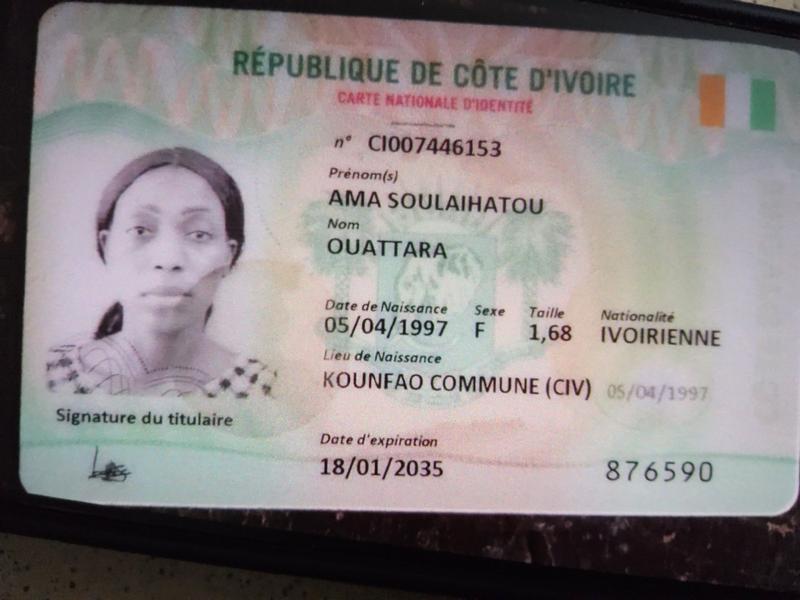 RÉPUBLIQUE DE CÔTE D'IVOIRE
CARTE NATIONALE D'IDENTITÉ
n° CI007446153
Prénom(s)
AMA SOULAIHATOU
Nom
OUATTARA
Date de Naissance Sexe Taille Nationalité
05/04/1997 F 1,68 IVOIRIENNE
Lieu de Naissance
KOUNFAO COMMUNE (CIV) 05/04/1997
Signature du titulaire
Date d'expiration
18/01/2035 876590